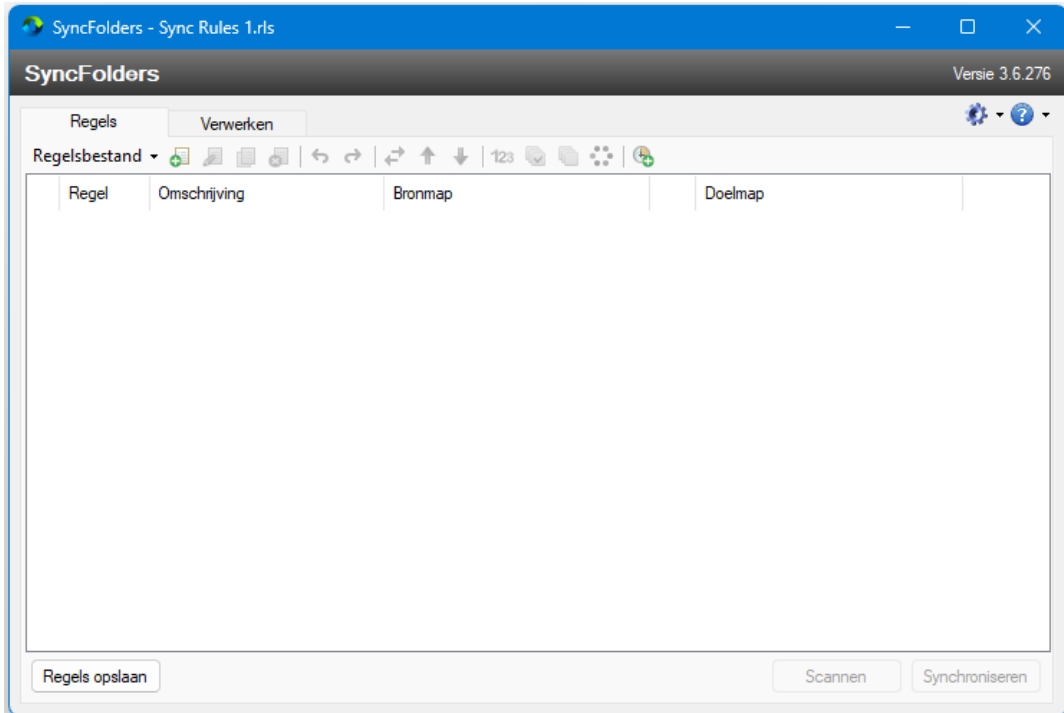 SyncFolders - Sync Rules 1.rls
SyncFolders Versie 3.6.276
Regels Verwerken
Regelsbestand 123
Regel Omschrijving Bronmap Doelmap
Regels opslaan Scannen Synchroniseren